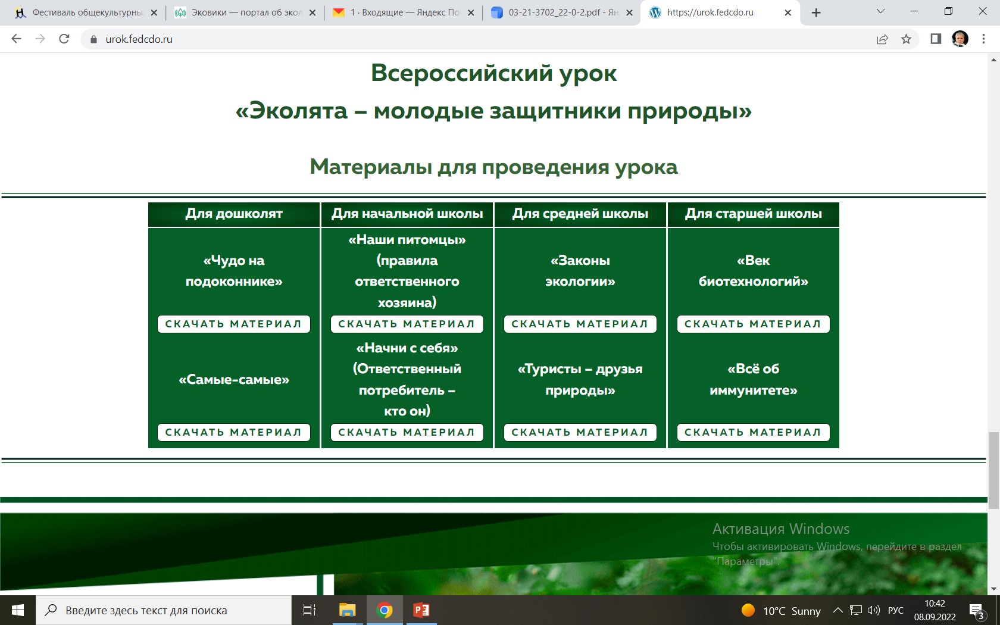 Фестиваль общекультурны
Эковики — портал об экол
1 · Входящие — Яндекс По
03-21-3702_22-0-2.pdf - Ян
https://urok.fedcdo.ru
urok.fedcdo.ru
Всероссийский урок
«Эколята – молодые защитники природы»
Материалы для проведения урока
Для дошколят
Для начальной школы
Для средней школы
Для старшей школы
«Чудо на
подоконнике»
«Наши питомцы»
(правила
ответственного
хозяина)
«Законы
экологии»
«Век
биотехнологий»
СКАЧАТЬ МАТЕРИАЛ
СКАЧАТЬ МАТЕРИАЛ
СКАЧАТЬ МАТЕРИАЛ
СКАЧАТЬ МАТЕРИАЛ
«Самые-самые»
«Начни с себя»
(Ответственный
потребитель –
кто он)
«Туристы – друзья
природы»
«Всё об
иммунитете»
СКАЧАТЬ МАТЕРИАЛ
СКАЧАТЬ МАТЕРИАЛ
СКАЧАТЬ МАТЕРИАЛ
СКАЧАТЬ МАТЕРИАЛ
Активация Windows
Чтобы активировать Windows, перейдите в раздел
"Параметры".
Введите здесь текст для поиска
10°C Sunny
РУС
10:42
08.09.2022
3